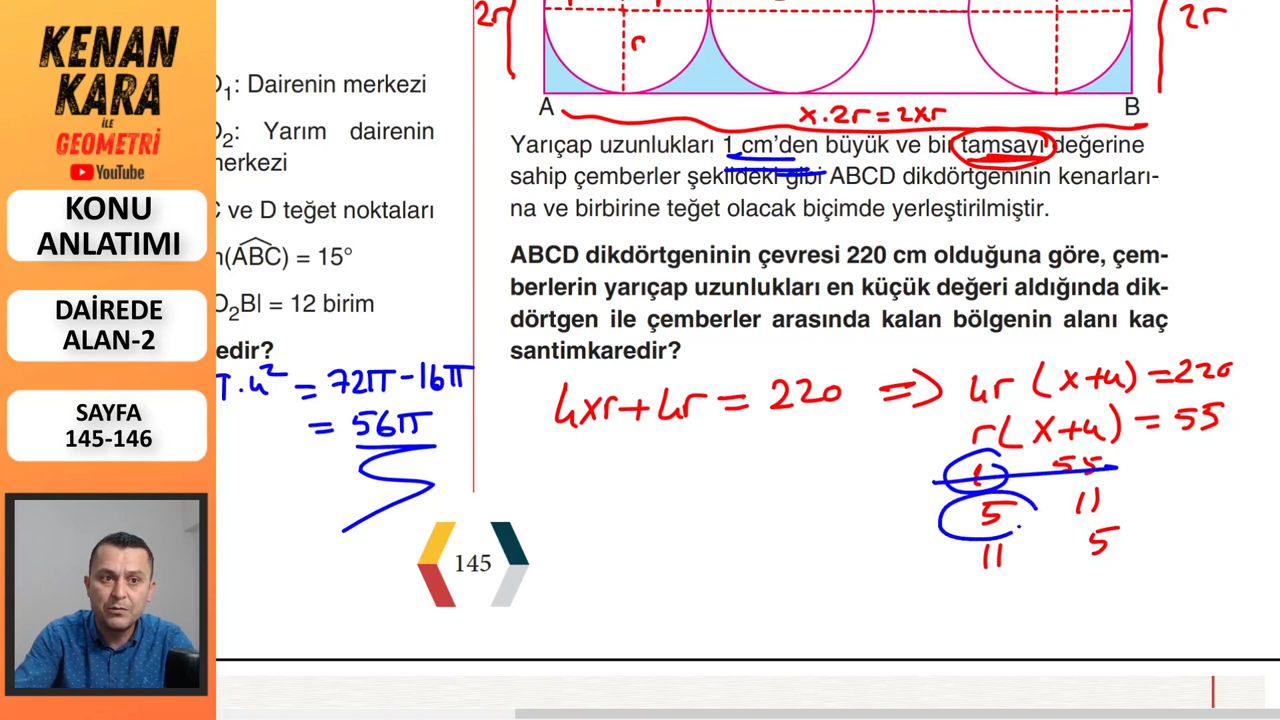 KENAN
KARA
İLE
GEOMETRİ
YouTube
KONU
ANLATIMI
DAİREDE
ALAN-2
SAYFA
145-146
O1: Dairenin merkezi
O2: Yarım dairenin
merkezi
C ve D teğet noktaları
m(ABC) = 15°
O2B| = 12 birim
edir?
π.4² = 72π-16π
= 56π
145
2r
r
2r
A
x.2r=2xr
B
Yarıçap uzunlukları 1 cm'den büyük ve bir tamsayı değerine
sahip çemberler şekildeki gibi ABCD dikdörtgeninin kenarları-
na ve birbirine teğet olacak biçimde yerleştirilmiştir.
ABCD dikdörtgeninin çevresi 220 cm olduğuna göre, çem-
berlerin yarıçap uzunlukları en küçük değeri aldığında dik-
dörtgen ile çemberler arasında kalan bölgenin alanı kaç
santimkaredir?
4xr+4r = 220 => 4r (x+4) = 220
r(x+4) = 55
1 55
5 11
11 5